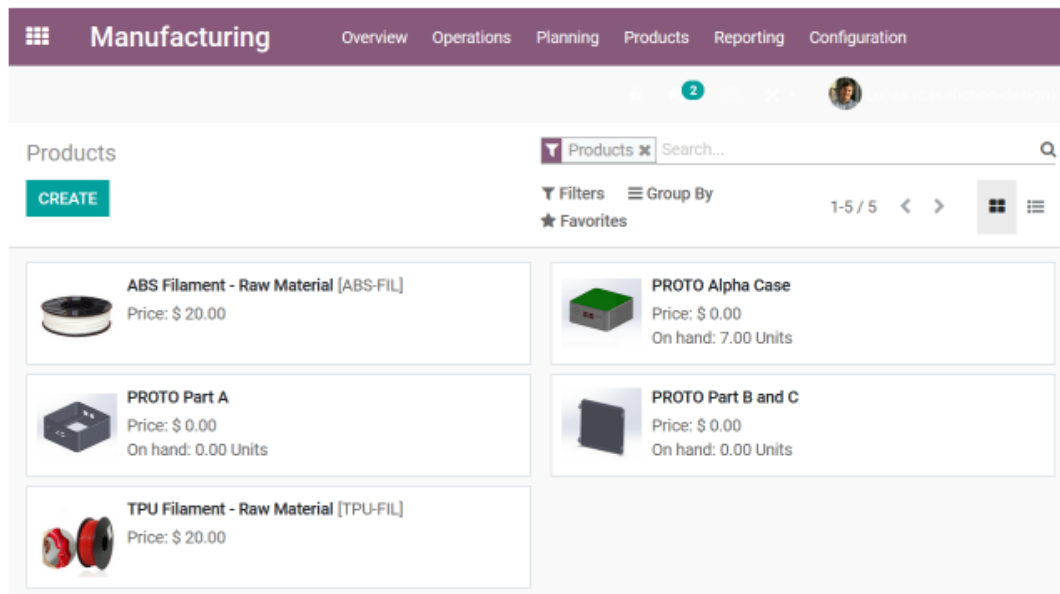 Manufacturing Overview Operations Planning Products Reporting Configuration
2
Products
Products Search...
CREATE
Filters Group By
Favorites
1-5 / 5
ABS Filament - Raw Material [ABS-FIL]
Price: $ 20.00
PROTO Alpha Case
Price: $ 0.00
On hand: 7.00 Units
PROTO Part A
Price: $ 0.00
On hand: 0.00 Units
PROTO Part B and C
Price: $ 0.00
On hand: 0.00 Units
TPU Filament - Raw Material [TPU-FIL]
Price: $ 20.00